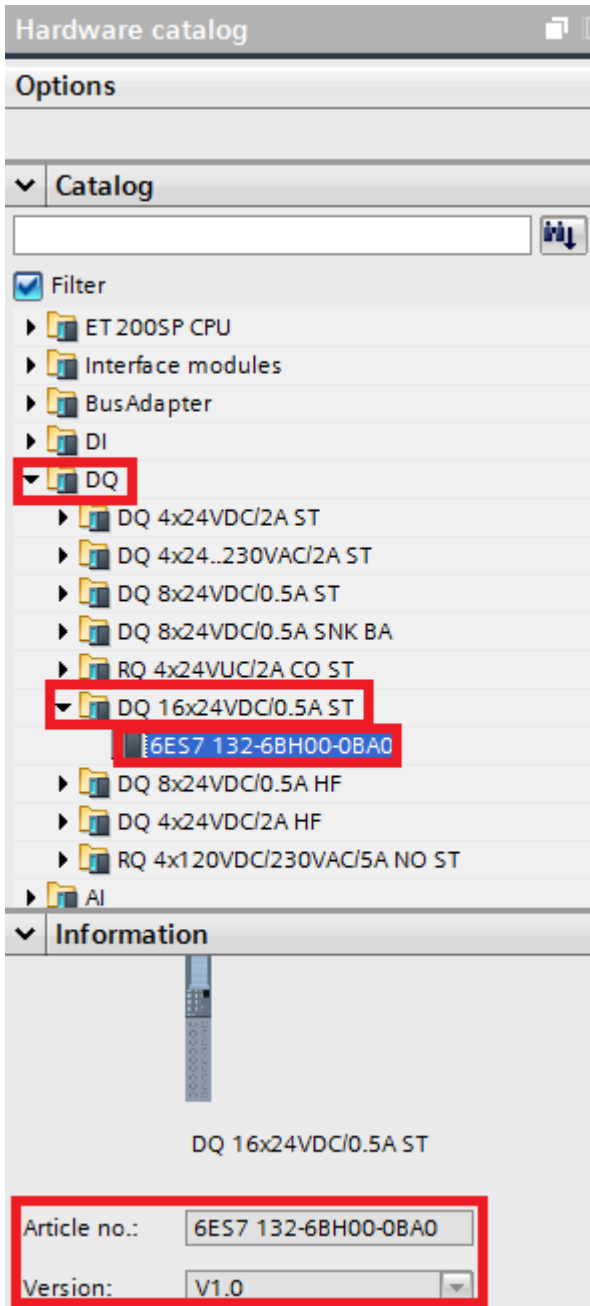 Hardware catalog
Options
Catalog
Filter
ET 200SP CPU
Interface modules
BusAdapter
DI
DQ
DQ 4x24VDC/2A ST
DQ 4x24..230VAC/2A ST
DQ 8x24VDC/0.5A ST
DQ 8x24VDC/0.5A SNK BA
RQ 4x24VUC/2A CO ST
DQ 16x24VDC/0.5A ST
6ES7 132-6BH00-0BA0
DQ 8x24VDC/0.5A HF
DQ 4x24VDC/2A HF
RQ 4x120VDC/230VAC/5A NO ST
AI
Information
DQ 16x24VDC/0.5A ST
Article no.: 6ES7 132-6BH00-0BA0
Version: V1.0